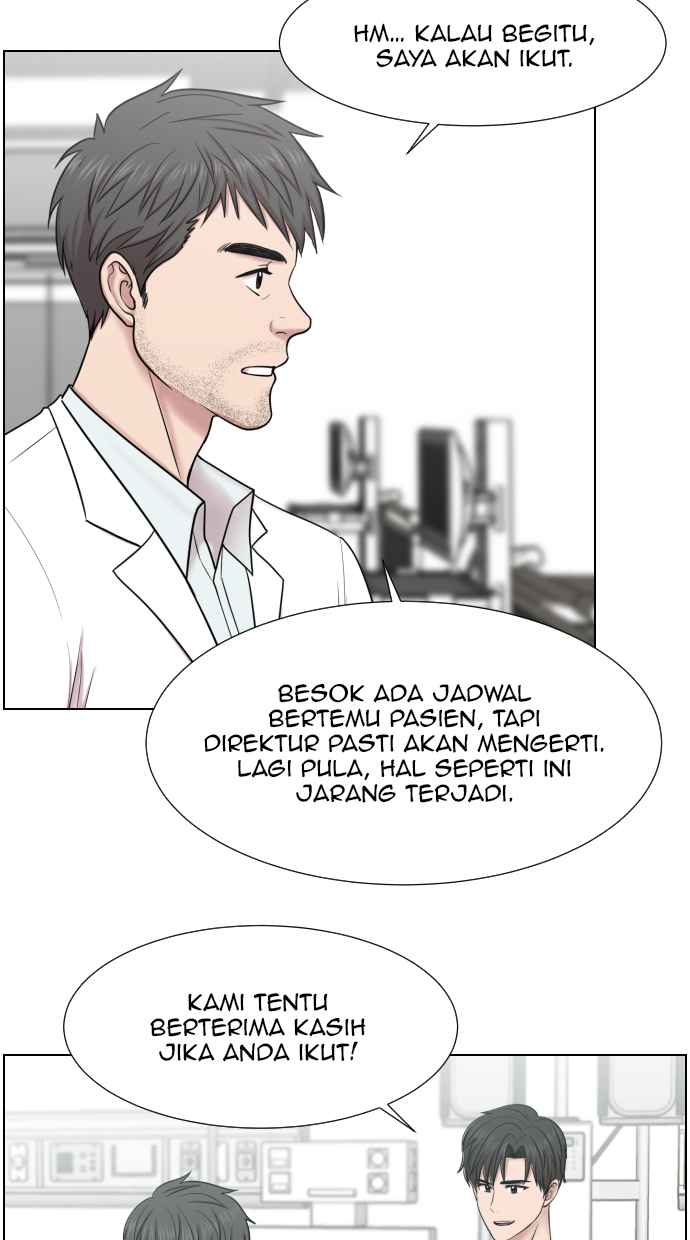 HM... KALAU BEGITU,
SAYA AKAN IKUT.
BESOK ADA JADWAL
BERTEMU PASIEN, TAPI
DIREKTUR PASTI AKAN MENGERTI.
LAGI PULA, HAL SEPERTI INI
JARANG TERJADI.
KAMI TENTU
BERTERIMA KASIH
JIKA ANDA IKUT!